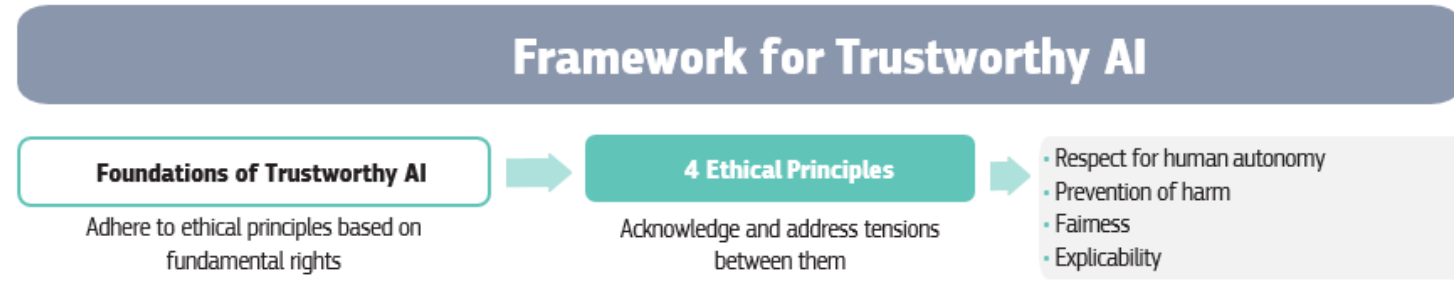 Framework for Trustworthy AI
Foundations of Trustworthy AI
Adhere to ethical principles based on
fundamental rights
4 Ethical Principles
Acknowledge and address tensions
between them
· Respect for human autonomy
· Prevention of harm
· Fairness
· Explicability